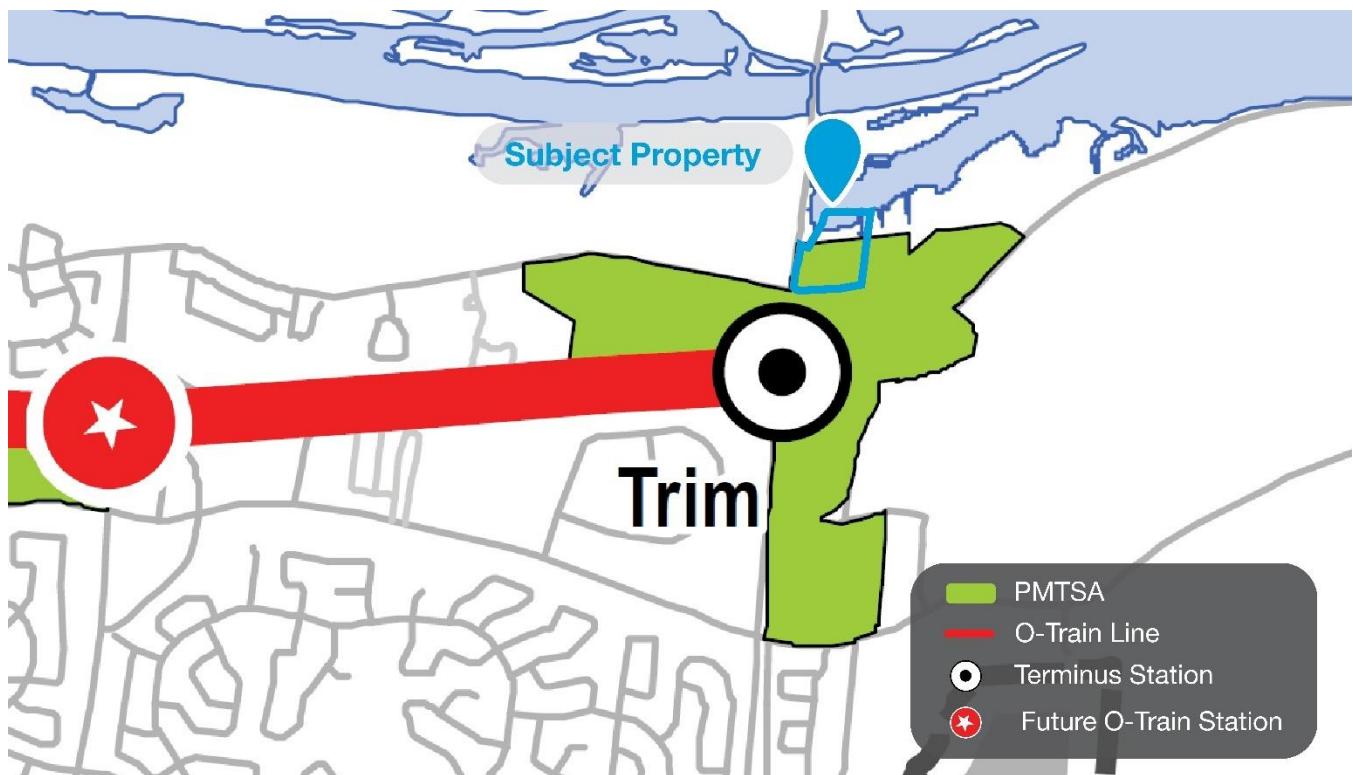 Subject Property
Trim
PMTSA
O-Train Line
Terminus Station
Future O-Train Station